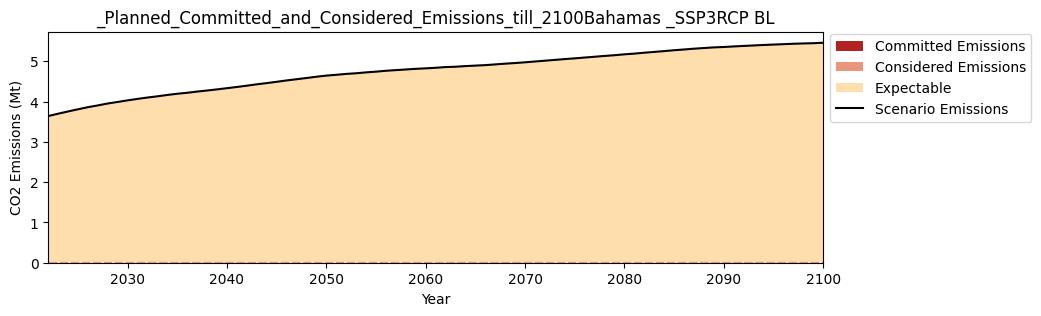 _Planned_Committed_and_Considered_Emissions_till_2100Bahamas _SSP3RCP BL
CO2 Emissions (Mt)
5
4
3
2
1
0
2030 2040 2050 2060 2070 2080 2090 2100
Year
Committed Emissions
Considered Emissions
Expectable
Scenario Emissions